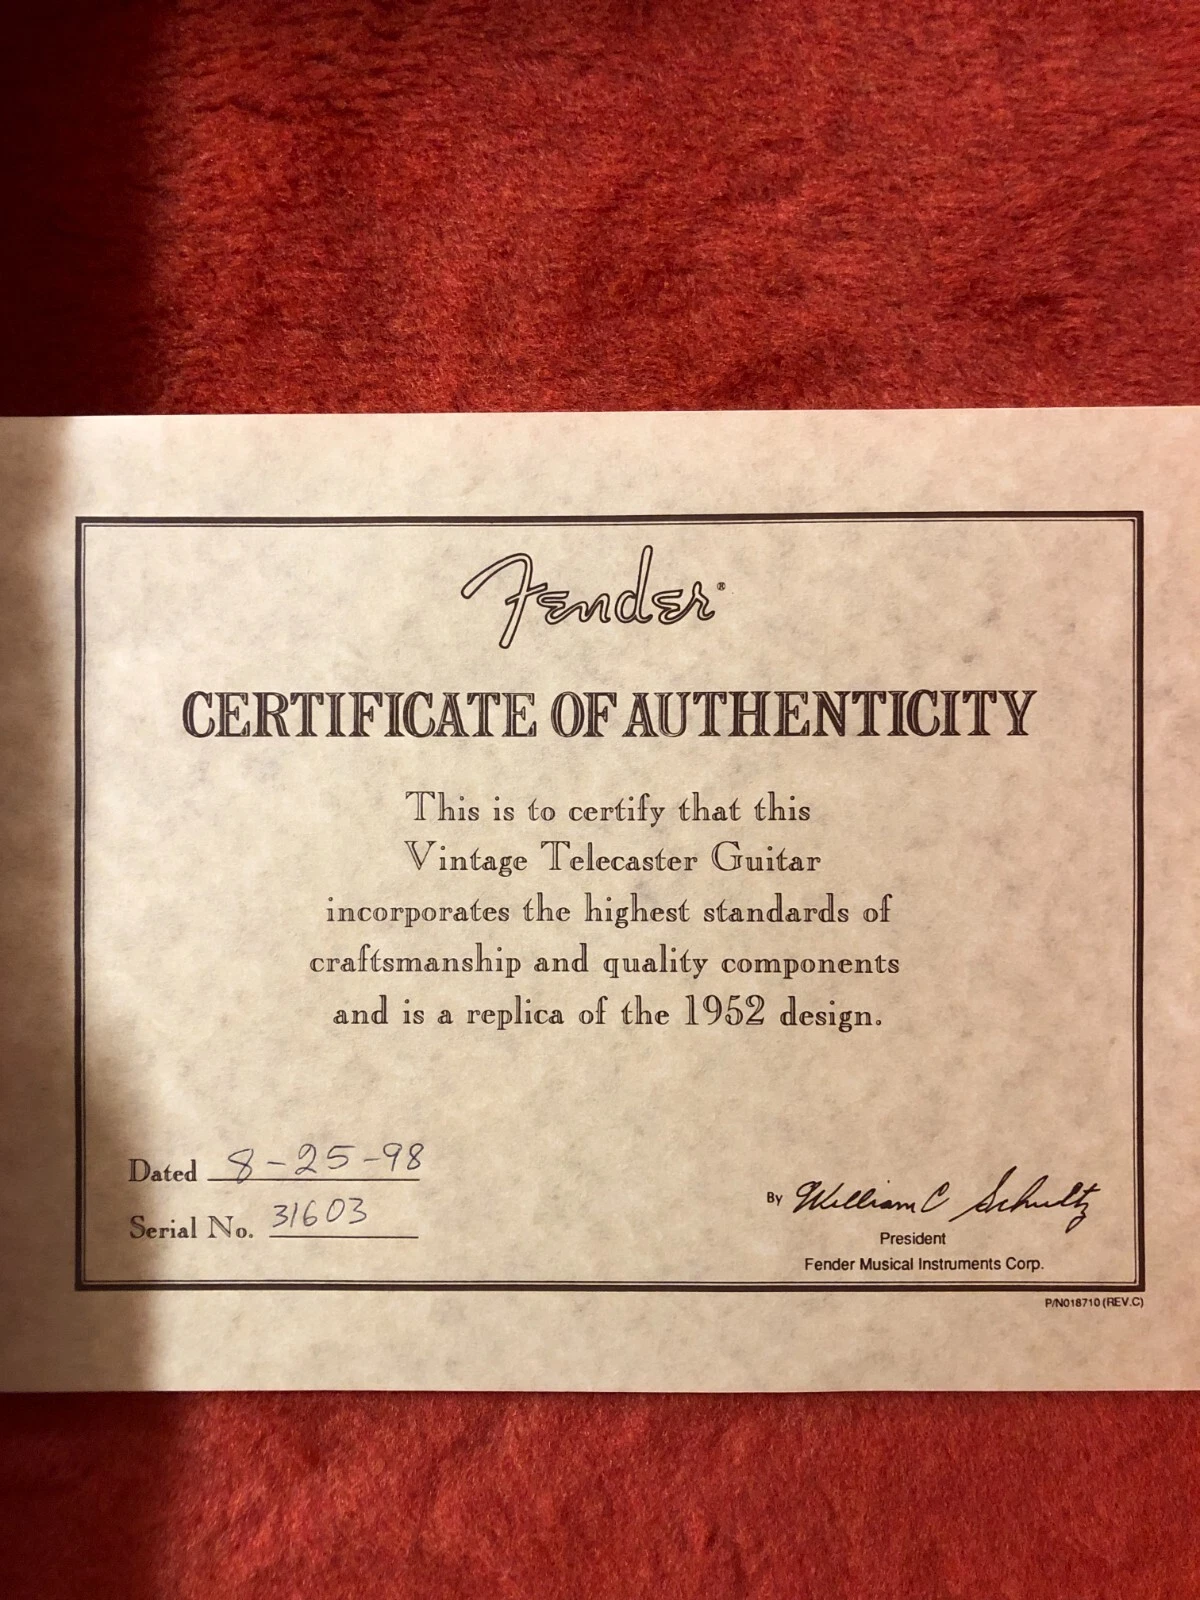 Fender®
CERTIFICATE OF AUTHENTICITY
This is to certify that this
Vintage Telecaster Guitar
incorporates the highest standards of
craftsmanship and quality components
and is a replica of the 1952 design.
Dated 8-25-98
Serial No. 31603
By William C Schultz
President
Fender Musical Instruments Corp.
P/N018710 (REV.C)